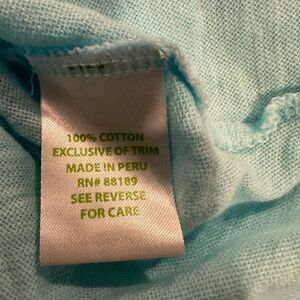 100% COTTON
EXCLUSIVE OF TRIM
MADE IN PERU
RN# 88189
SEE REVERSE
FOR CARE